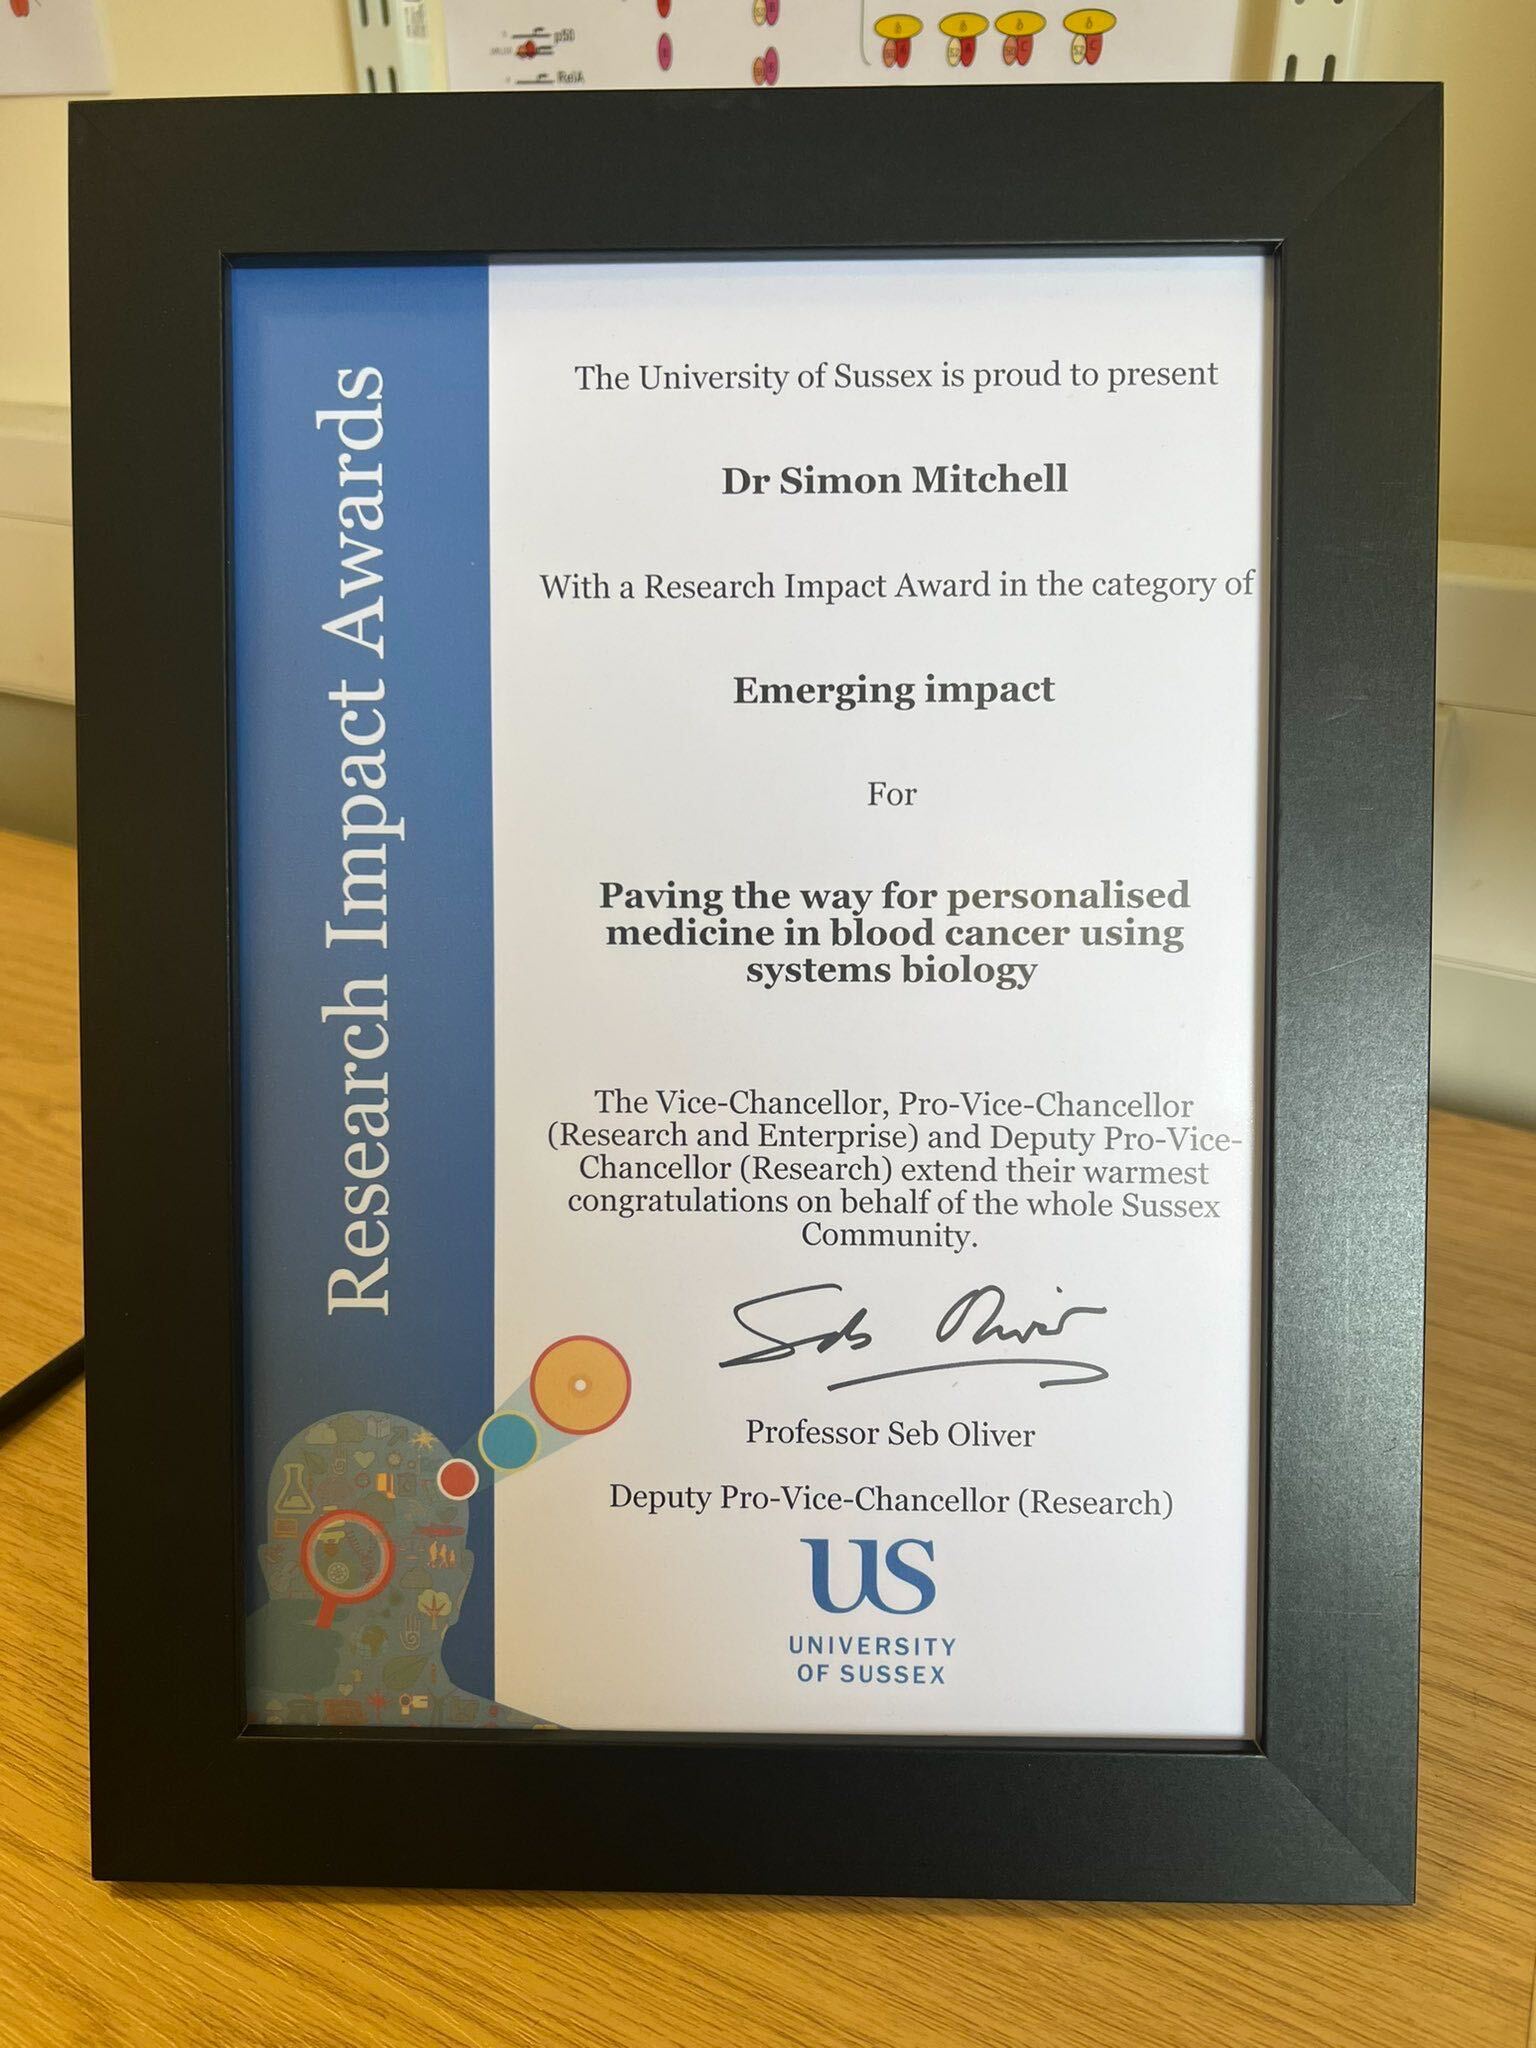 p50
RelA
Research Impact Awards
The University of Sussex is proud to present
Dr Simon Mitchell
With a Research Impact Award in the category of
Emerging impact
For
Paving the way for personalised
medicine in blood cancer using
systems biology
The Vice-Chancellor, Pro-Vice-Chancellor
(Research and Enterprise) and Deputy Pro-Vice-
Chancellor (Research) extend their warmest
congratulations on behalf of the whole Sussex
Community.
Seb Oliver
Professor Seb Oliver
Deputy Pro-Vice-Chancellor (Research)
US
UNIVERSITY
OF SUSSEX